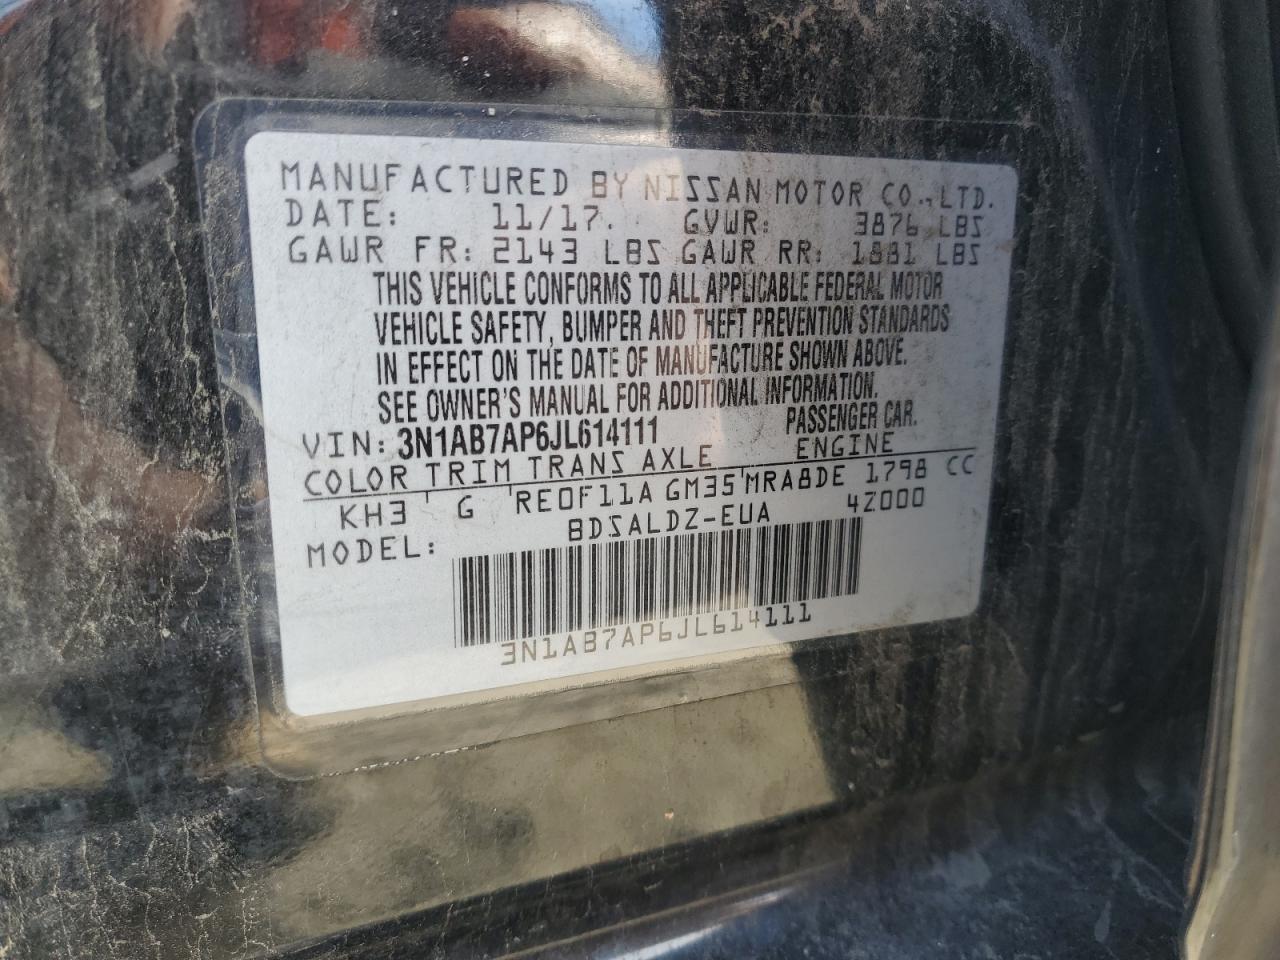 MANUFACTURED BY NISSAN MOTOR CO.,LTD.
DATE: 11/17. GVWR: 3876 LBS
GAWR FR: 2143 LBS GAWR RR: 1881 LBS
THIS VEHICLE CONFORMS TO ALL APPLICABLE FEDERAL MOTOR
VEHICLE SAFETY, BUMPER AND THEFT PREVENTION STANDARDS
IN EFFECT ON THE DATE OF MANUFACTURE SHOWN ABOVE.
SEE OWNER'S MANUAL FOR ADDITIONAL INFORMATION.
VIN: 3N1AB7AP6JL614111 PASSENGER CAR.
COLOR TRIM TRANS AXLE ENGINE
KH3 G RE0F11A GM35 MRA8DE 1798 CC
MODEL: BDSALDZ-EUA 4Z000
3N1AB7AP6JL614111